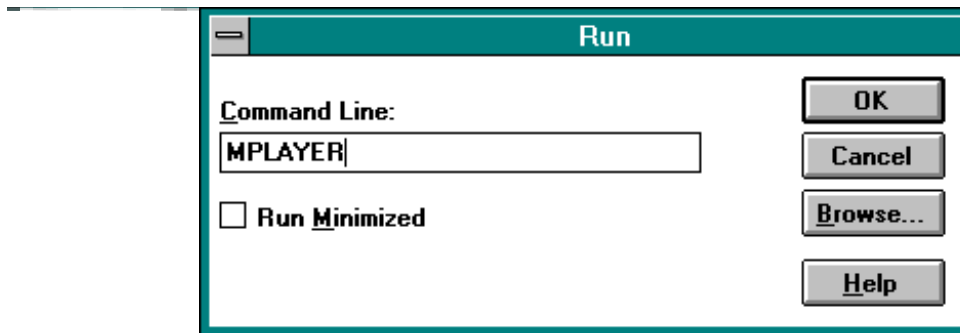 Run
Command Line:
MPLAYER
Run Minimized
OK
Cancel
Browse...
Help